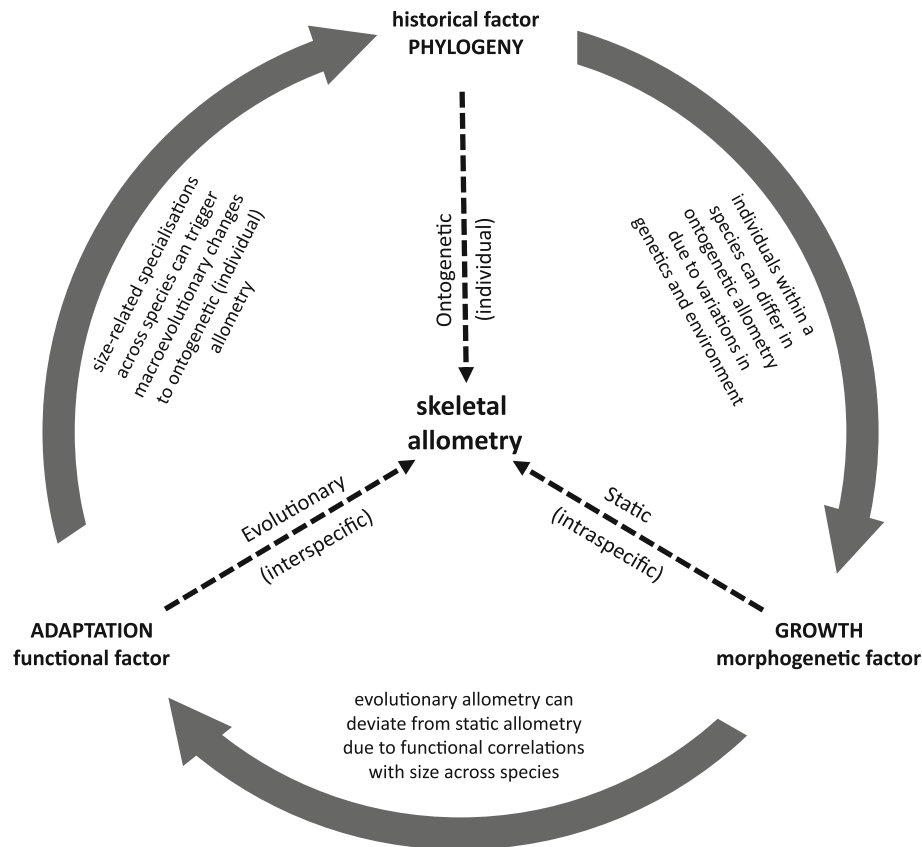 historical factor
PHYLOGENY
size-related specialisations
across species can trigger
macroevolutionary changes
to ontogenetic (individual)
allometry
Ontogenetic
(individual)
individuals within a
species can differ in
ontogenetic allometry
due to variations in
genetics and environment
skeletal
allometry
Evolutionary
(interspecific)
Static
(intraspecific)
ADAPTATION
functional factor
GROWTH
morphogenetic factor
evolutionary allometry can
deviate from static allometry
due to functional correlations
with size across species